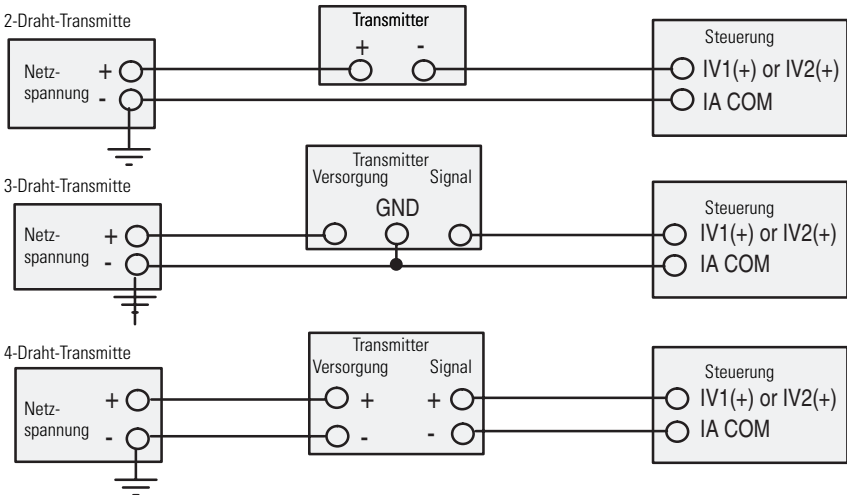 2-Draht-Transmitte
Netz-
spannung
+
-
Transmitter
+ -
Steuerung
IV1(+) or IV2(+)
IA COM
3-Draht-Transmitte
Netz-
spannung
+
-
Transmitter
Versorgung Signal
GND
Steuerung
IV1(+) or IV2(+)
IA COM
4-Draht-Transmitte
Netz-
spannung
+
-
Transmitter
Versorgung Signal
+ +
- -
Steuerung
IV1(+) or IV2(+)
IA COM